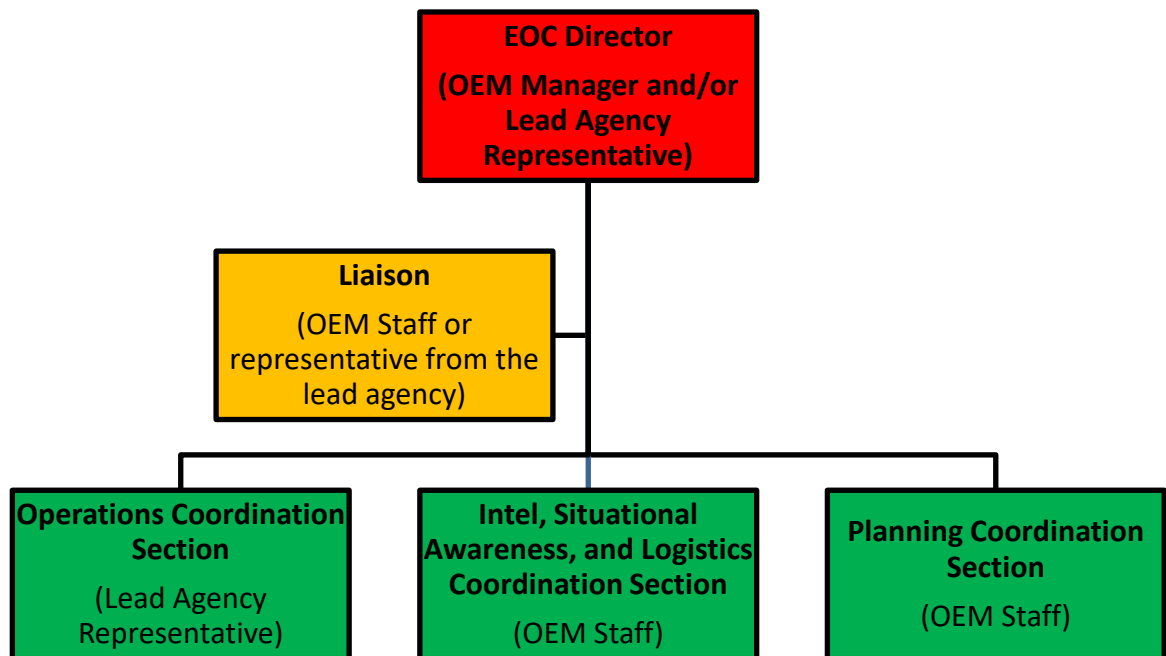 EOC Director
(OEM Manager and/or
Lead Agency
Representative)
Liaison
(OEM Staff or
representative from the
lead agency)
Operations Coordination
Section
(Lead Agency
Representative)
Intel, Situational
Awareness, and Logistics
Coordination Section
(OEM Staff)
Planning Coordination
Section
(OEM Staff)